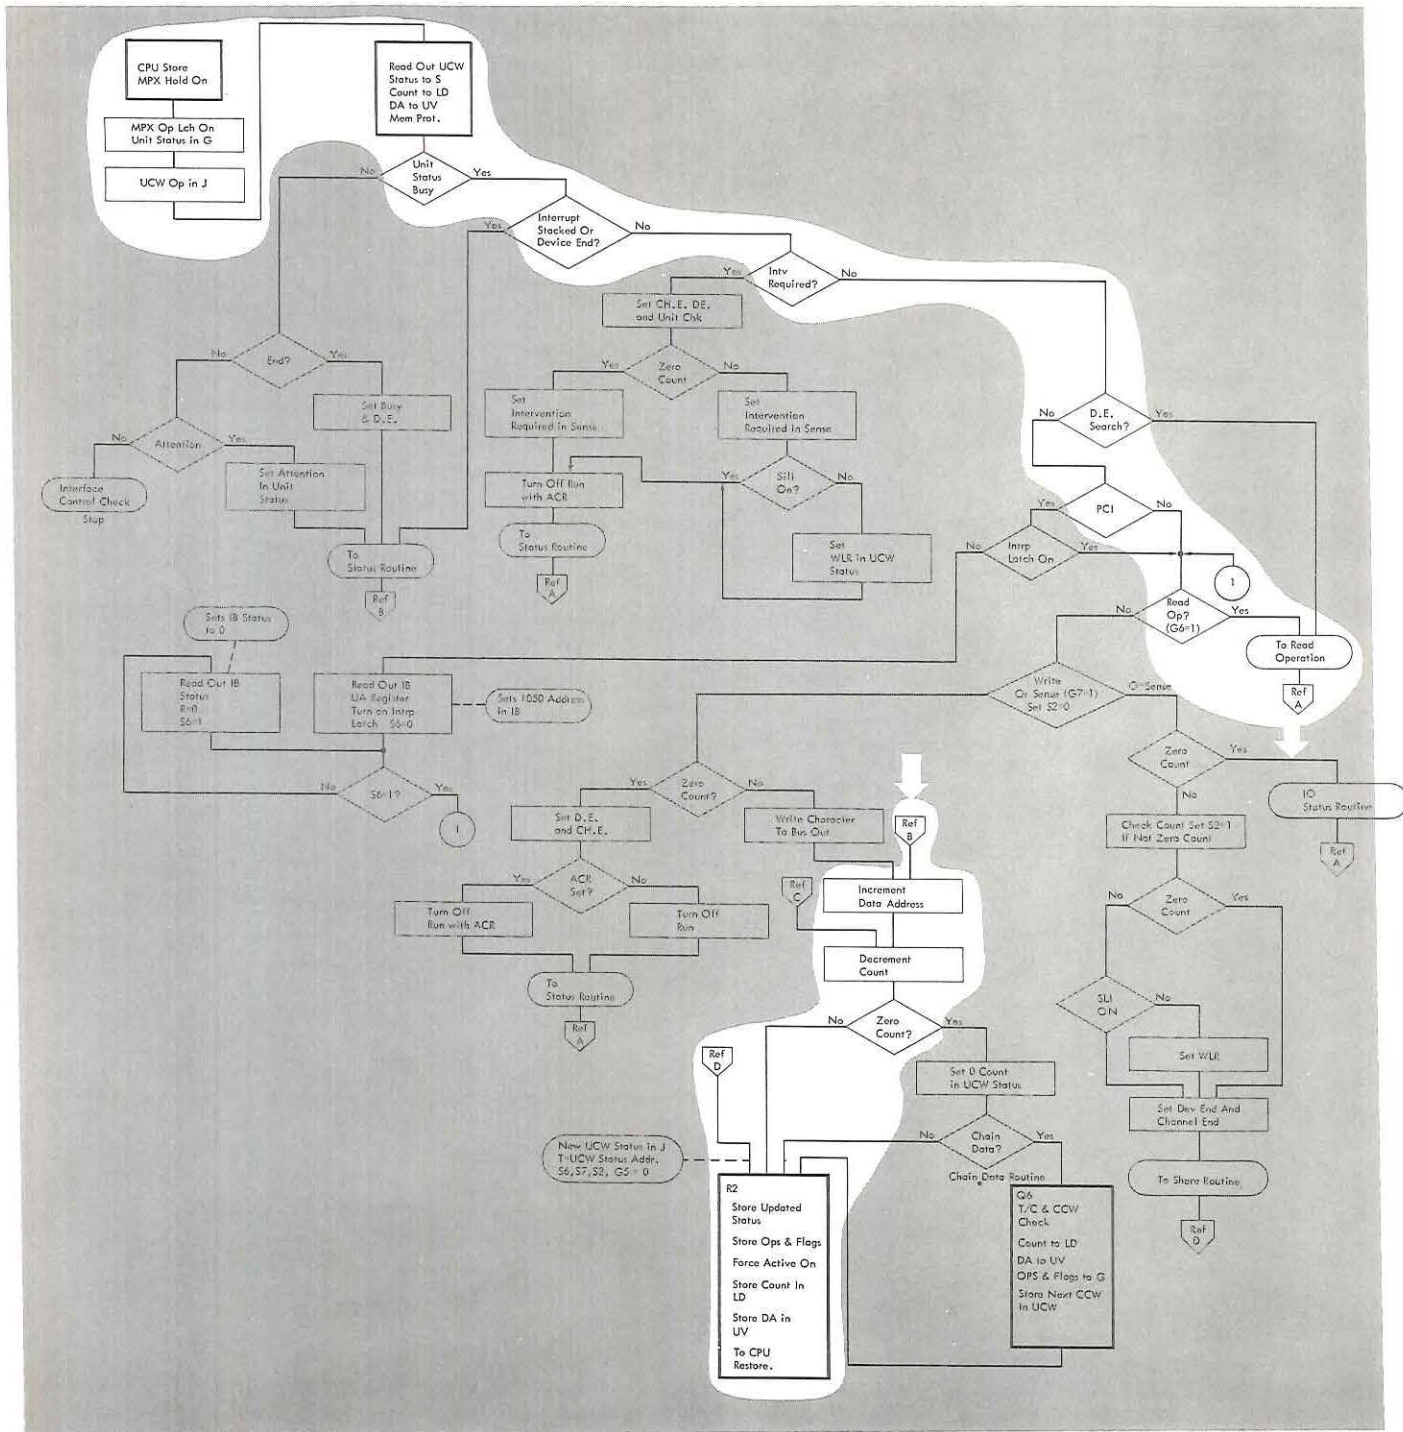 CPU Store
MPX Hold On
MPX Op Lch On
Unit Status in G
UCW Op in J
Read Out UCW
Status to S
Count to LD
DA to UV
Mem Prot.
Unit
Status
Busy
No
Yes
Interrupt
Stacked Or
Device End?
Yes
No
Intv
Required?
Yes
No
Set CH.E. DE.
and Unit Chk
Zero
Count
Yes
No
Set
Intervention
Required in Sense
Set
Intervention
Required In Sense
Turn Off Run
with ACR
Sili
On?
Yes
No
Set
WLR in UCW
Status
To
Status Routine
Ref
A
End?
No
Yes
Set Busy
& D.E.
Attention
No
Yes
Set Attention
In Unit
Status
Interface
Control Check
Stop
To
Status Routine
Ref
B
D.E.
Search?
No
Yes
PCI
Yes
No
Intrp
Latch On
No
Yes
1
Read
Op?
(G6=1)
No
Yes
To Read
Operation
Ref
A
Sets IB Status
to 0
Read Out IB
Status
R=0
S6=1
Read Out IB
UA Register
Turn on Intrp
Latch S6=0
Sets 1050 Address
in IB
S6=1?
No
Yes
1
Write
Or Sense (G7=1)
Set S2=0
0=Sense
Zero
Count?
Yes
No
Set D.E.
and CH.E.
Write Character
To Bus Out
ACR
Set?
Yes
No
Turn Off
Run with ACR
Turn Off
Run
To
Status Routine
Ref
A
Zero
Count
Yes
No
IO
Status Routine
Ref
A
Check Count Set S2=1
If Not Zero Count
Zero
Count
No
Yes
SLI
ON
No
Set WLR
Set Dev End And
Channel End
To Share Routine
Ref
D
Ref
B
Ref
C
Increment
Data Address
Decrement
Count
Zero
Count?
No
Yes
Ref
D
Set 0 Count
in UCW Status
Chain
Data?
No
Yes
Chain Data Routine
New UCW Status in J
T=UCW Status Addr.
S6,S7,S2, G5 = 0
R2
Store Updated
Status
Store Ops & Flags
Force Active On
Store Count In
LD
Store DA in
UV
To CPU
Restore.
Q6
T/C & CCW
Check
Count to LD
DA to UV
OPS & Flags to G
Store Next CCW
In UCW